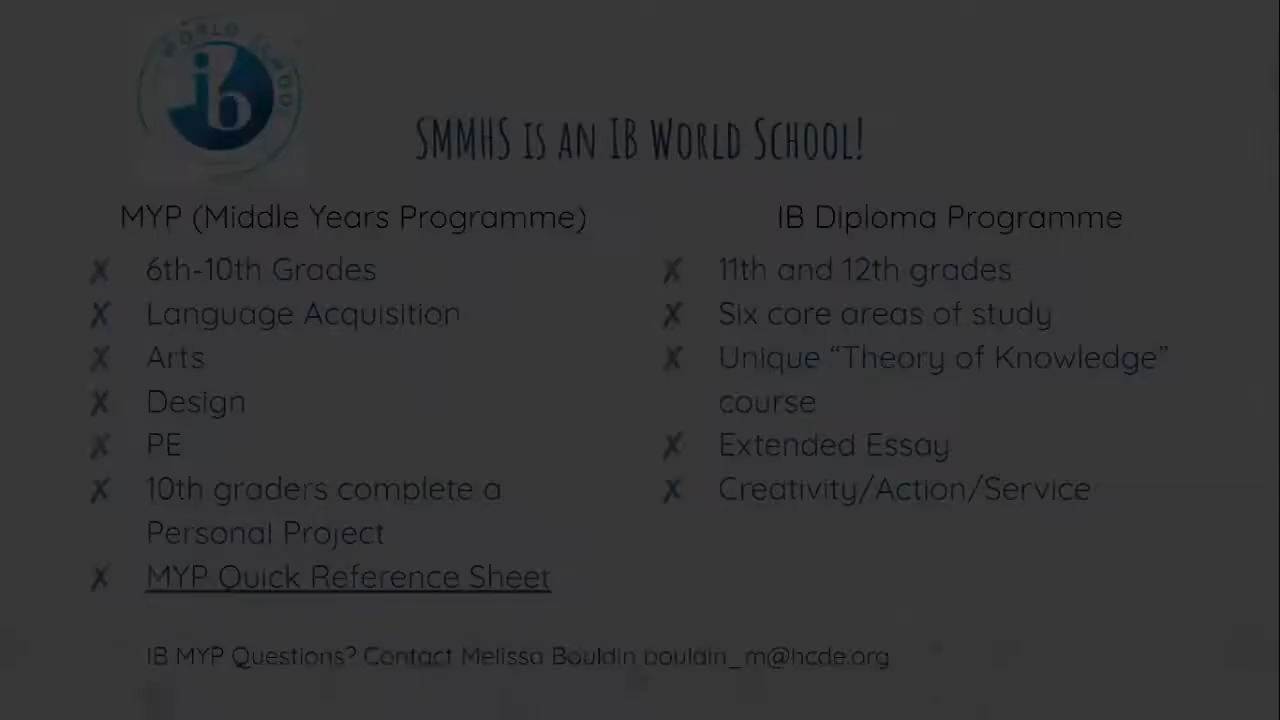 WORLD SCHOOL
ib
SMMHS is an IB World School!
MYP (Middle Years Programme)
✗ 6th-10th Grades
✗ Language Acquisition
✗ Arts
✗ Design
✗ PE
✗ 10th graders complete a
Personal Project
✗ MYP Quick Reference Sheet
IB Diploma Programme
✗ 11th and 12th grades
✗ Six core areas of study
✗ Unique “Theory of Knowledge”
course
✗ Extended Essay
✗ Creativity/Action/Service
IB MYP Questions? Contact Melissa Bouldin bouldin_m@hcde.org